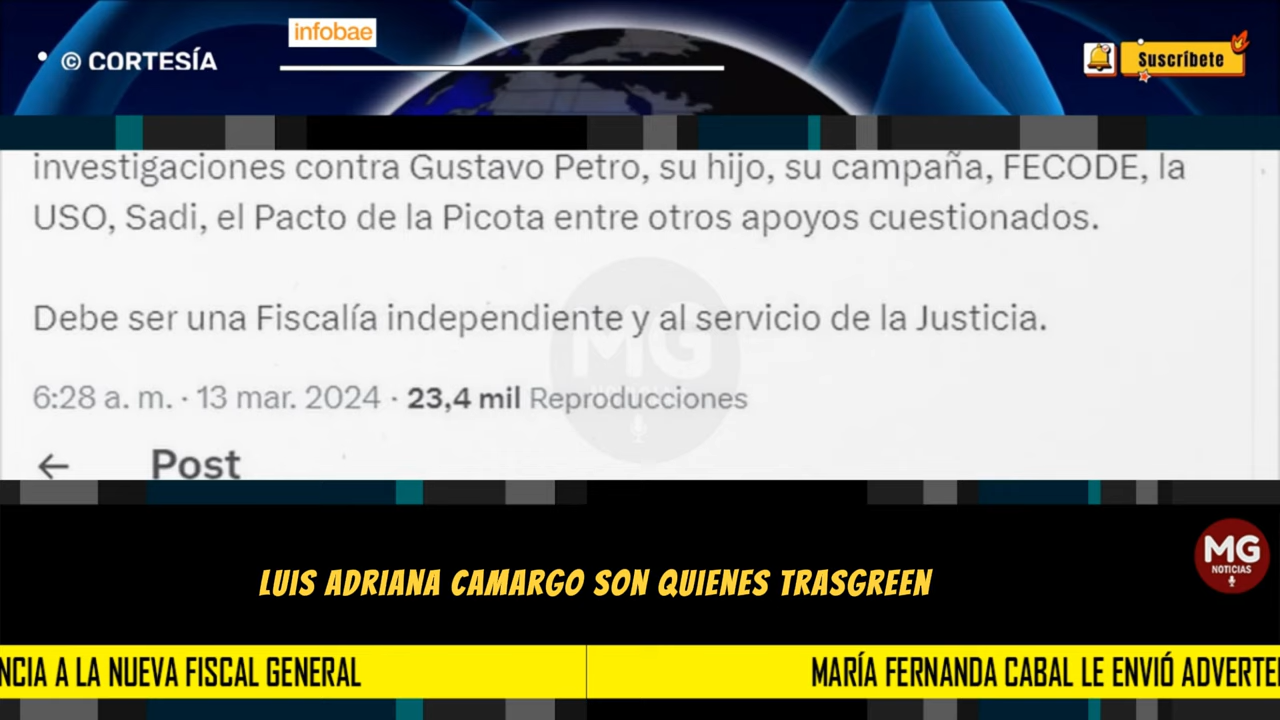 infobae
© CORTESÍA
Suscríbete
investigaciones contra Gustavo Petro, su hijo, su campaña, FECODE, la
USO, Sadi, el Pacto de la Picota entre otros apoyos cuestionados.
Debe ser una Fiscalía independiente y al servicio de la Justicia.
6:28 a. m. · 13 mar. 2024 · 23,4 mil Reproducciones
MG
NOTICIAS
← Post
LUIS ADRIANA CAMARGO SON QUIENES TRASGREEN
MG
NOTICIAS
NCIA A LA NUEVA FISCAL GENERAL
MARÍA FERNANDA CABAL LE ENVIÓ ADVERTE